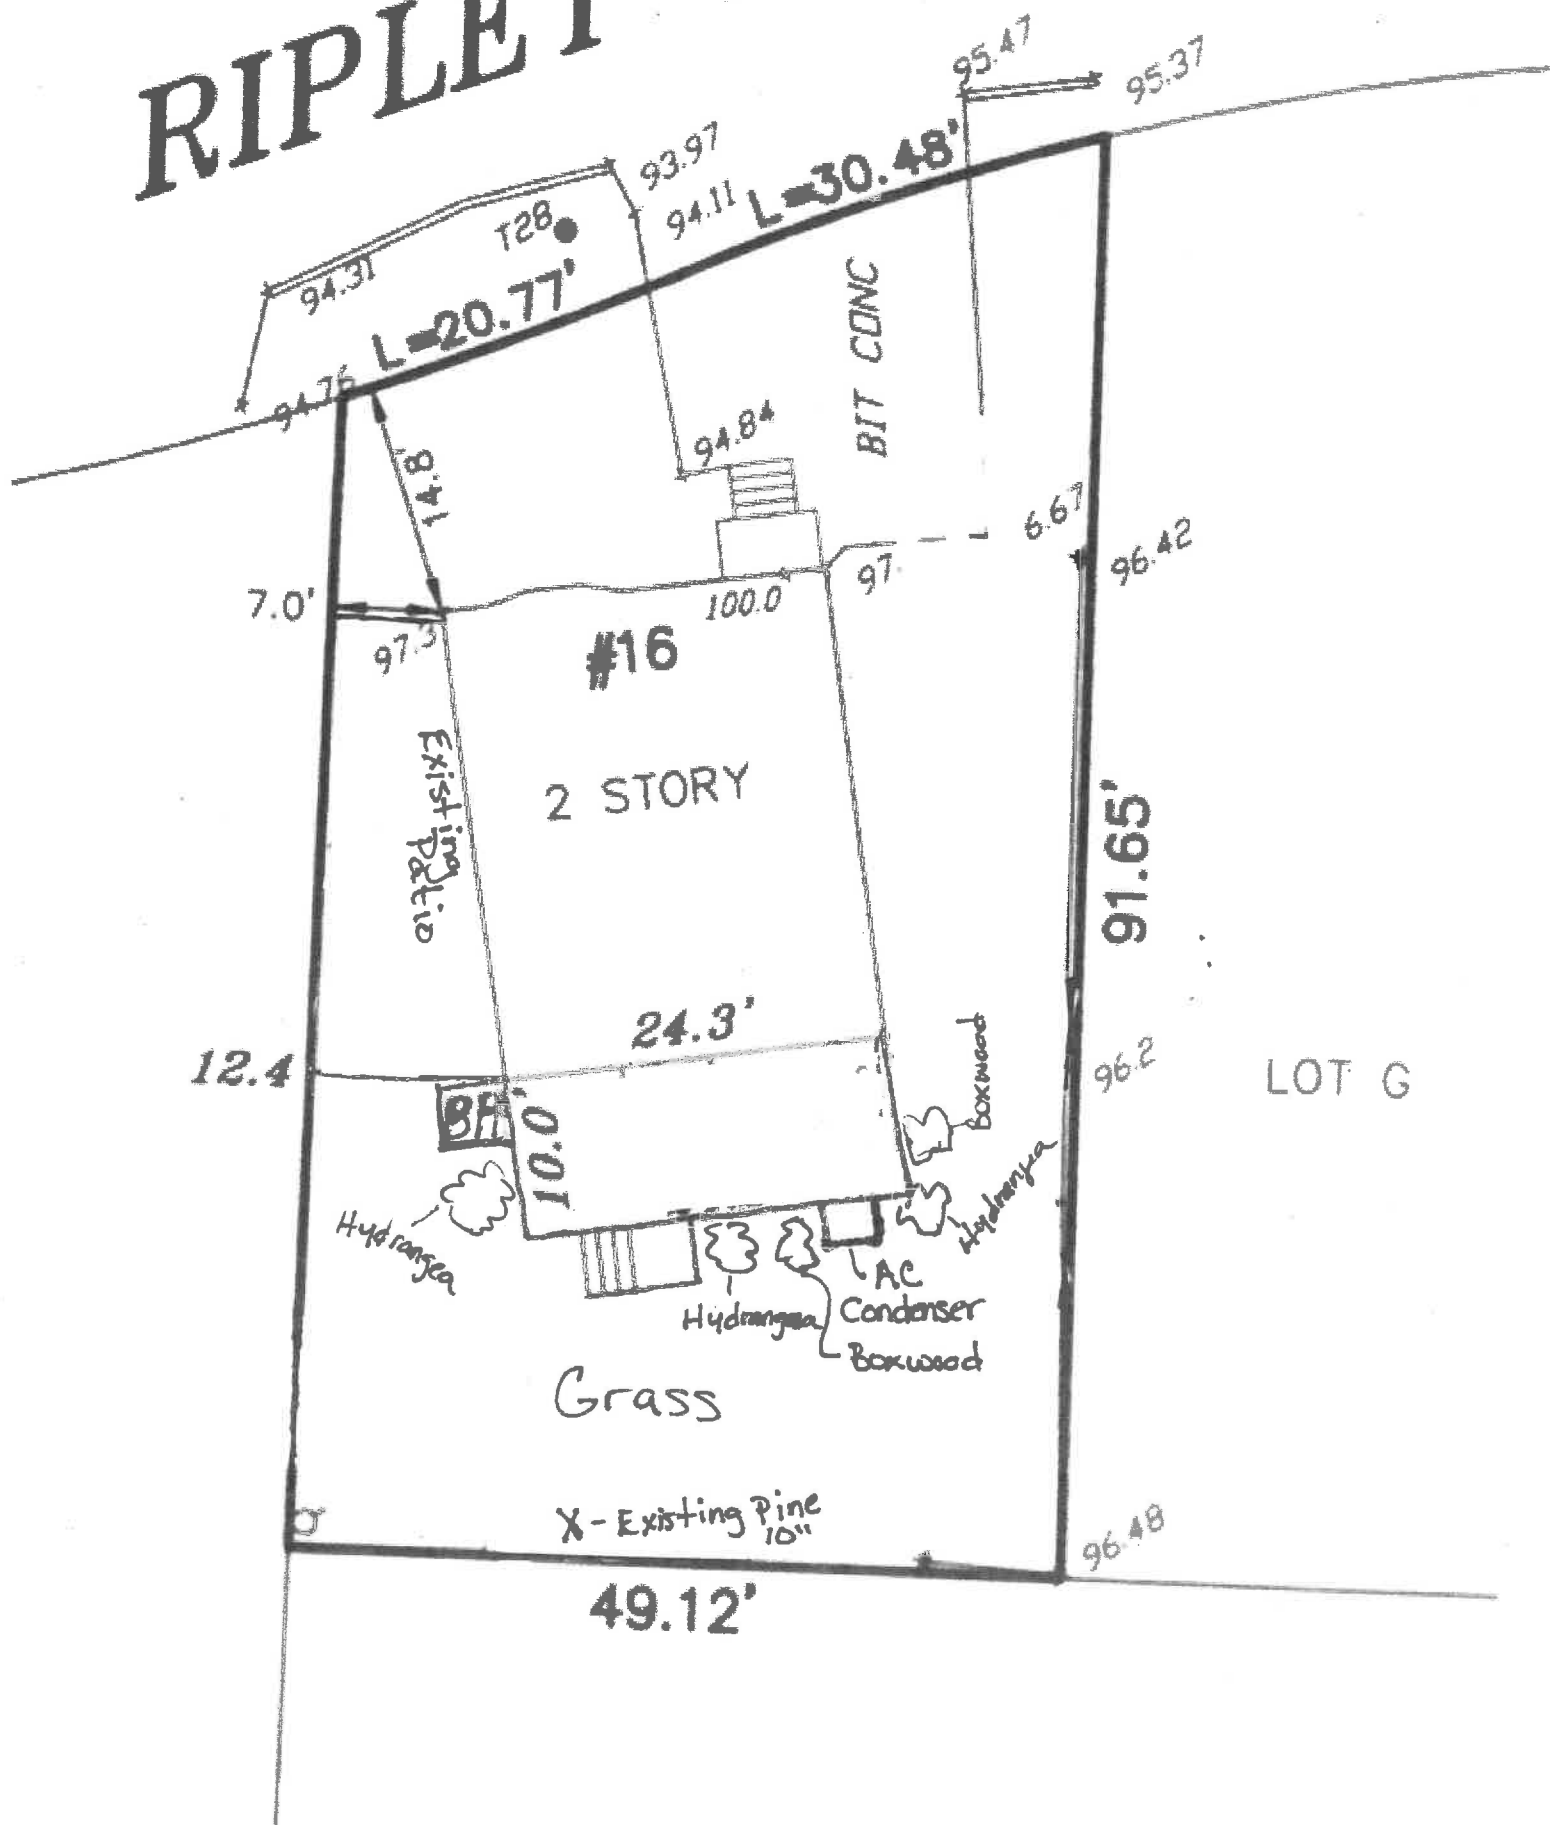 RIPLEY
95.47
95.37
93.97
94.11
L=30.48'
T28
94.31
L=20.77'
94.76
BIT CONC
14.8'
94.84
6.67
96.42
7.0'
97.3
100.0
97
#16
Existing
Patio
2 STORY
91.65'
24.3'
12.4
Boxwood
96.2
LOT G
BH
10.0'
Hydrangea
Hydrangea
AC
Condenser
Hydrangea
Boxwood
Grass
X - Existing Pine
10"
96.48
49.12'